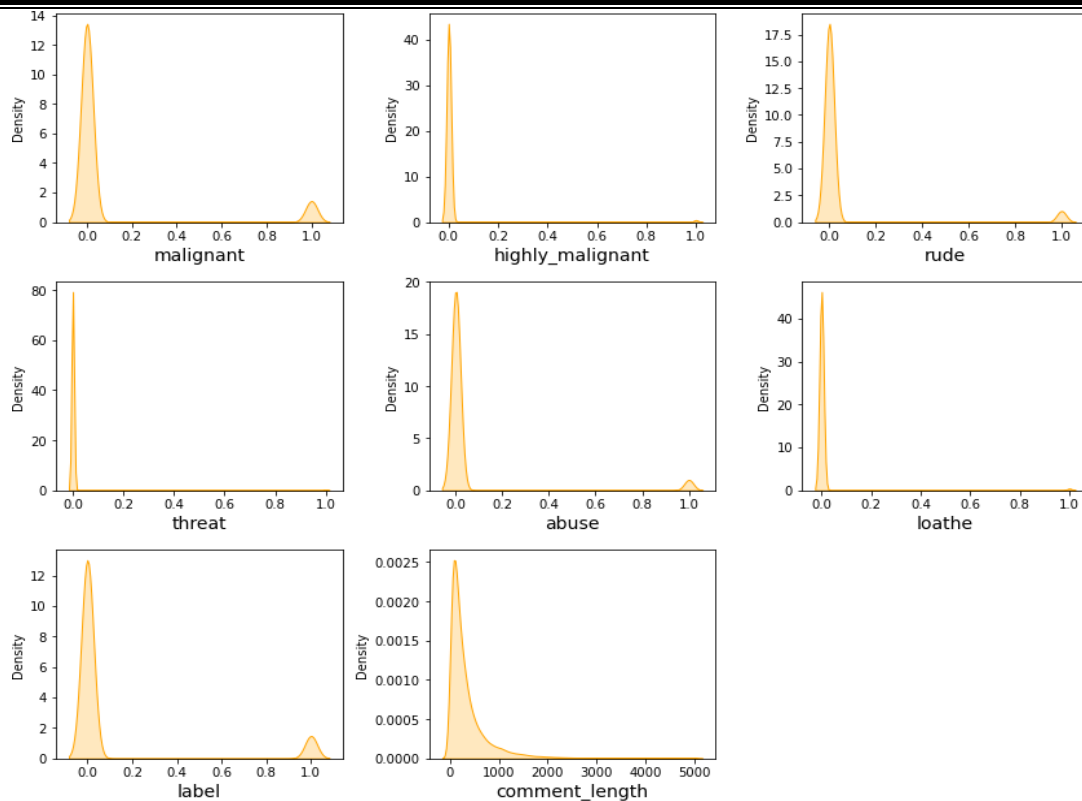 14
12
10
8
6
4
2
0
Density
0.0 0.2 0.4 0.6 0.8 1.0
malignant
40
30
20
10
0
Density
0.0 0.2 0.4 0.6 0.8 1.0
highly_malignant
17.5
15.0
12.5
10.0
7.5
5.0
2.5
0.0
Density
0.0 0.2 0.4 0.6 0.8 1.0
rude
80
60
40
20
0
Density
0.0 0.2 0.4 0.6 0.8 1.0
threat
20
15
10
5
0
Density
0.0 0.2 0.4 0.6 0.8 1.0
abuse
40
30
20
10
0
Density
0.0 0.2 0.4 0.6 0.8 1.0
loathe
12
10
8
6
4
2
0
Density
0.0 0.2 0.4 0.6 0.8 1.0
label
0.0025
0.0020
0.0015
0.0010
0.0005
0.0000
Density
0 1000 2000 3000 4000 5000
comment_length